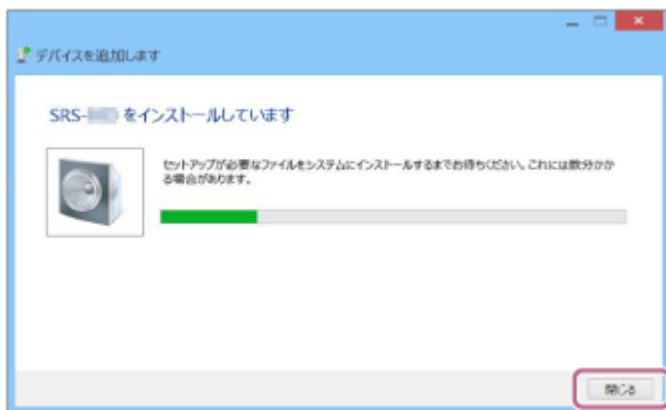 デバイスを追加します
SRS- をインストールしています
セットアップが必要なファイルをシステムにインストールするまでお待ちください。これには数分かか
る場合があります。
閉じる